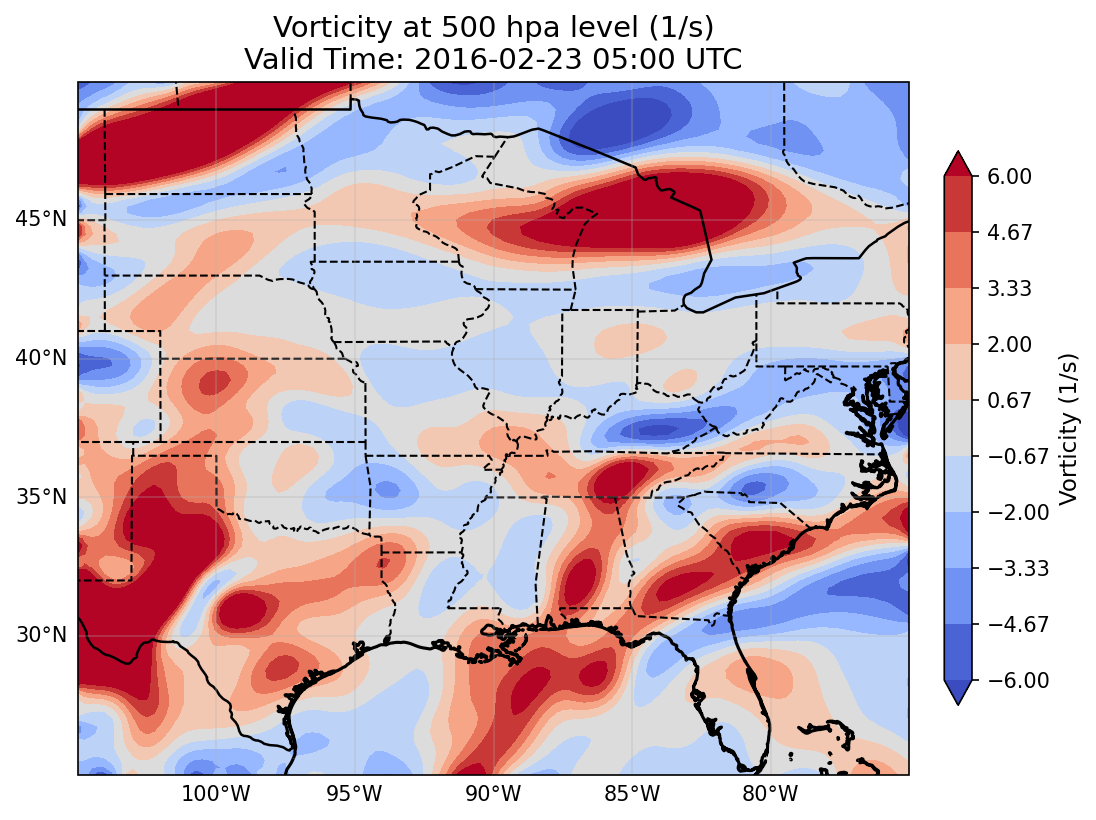 Vorticity at 500 hpa level (1/s)
Valid Time: 2016-02-23 05:00 UTC
45°N
40°N
35°N
30°N
100°W
95°W
90°W
85°W
80°W
6.00
4.67
3.33
2.00
0.67
−0.67
−2.00
−3.33
−4.67
−6.00
Vorticity (1/s)